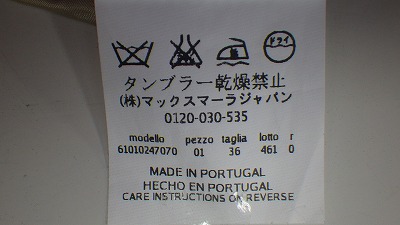 ドライ
タンブラー乾燥禁止
(株)マックスマーラジャパン
0120-030-535
modello pezzo taglia lotto r
61010247070 01 36 461 0
MADE IN PORTUGAL
HECHO EN PORTUGAL
CARE INSTRUCTIONS ON REVERSE